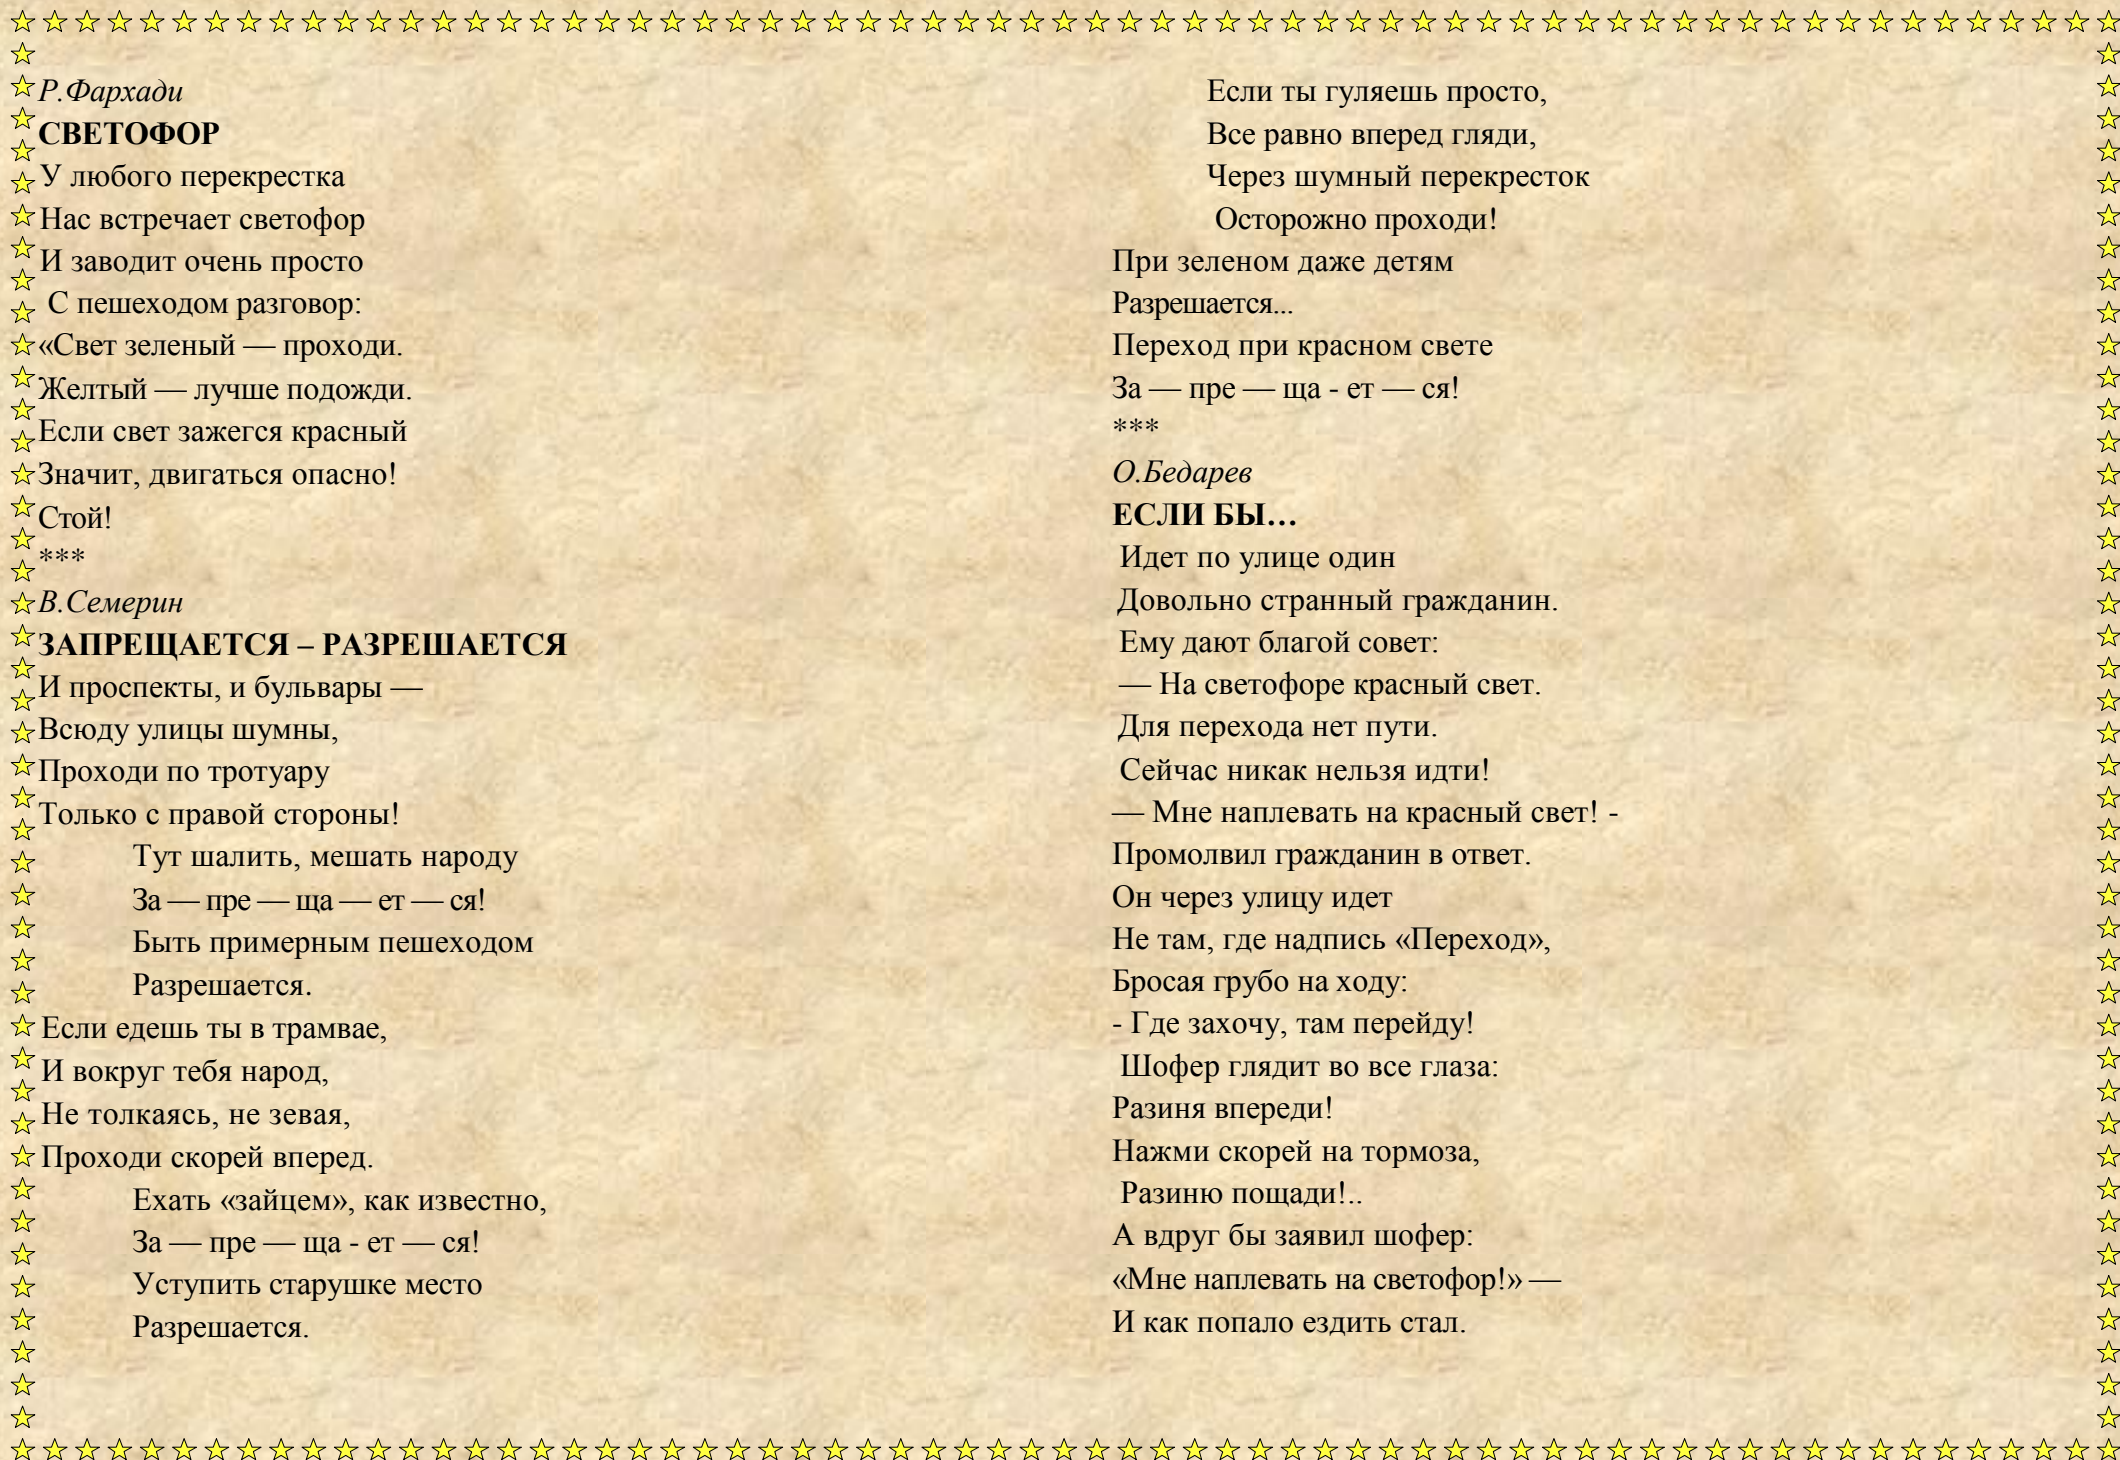 Р.Фархади
СВЕТОФОР
У любого перекрестка
Нас встречает светофор
И заводит очень просто
С пешеходом разговор:
«Свет зеленый — проходи.
Желтый — лучше подожди.
Если свет зажегся красный
Значит, двигаться опасно!
Стой!
***
В.Семерин
ЗАПРЕЩАЕТСЯ – РАЗРЕШАЕТСЯ
И проспекты, и бульвары —
Всюду улицы шумны,
Проходи по тротуару
Только с правой стороны!
Тут шалить, мешать народу
За — пре — ща — ет — ся!
Быть примерным пешеходом
Разрешается.
Если едешь ты в трамвае,
И вокруг тебя народ,
Не толкаясь, не зевая,
Проходи скорей вперед.
Ехать «зайцем», как известно,
За — пре — ща - ет — ся!
Уступить старушке место
Разрешается.
Если ты гуляешь просто,
Все равно вперед гляди,
Через шумный перекресток
Осторожно проходи!
При зеленом даже детям
Разрешается...
Переход при красном свете
За — пре — ща - ет — ся!
***
О.Бедарев
ЕСЛИ БЫ…
Идет по улице один
Довольно странный гражданин.
Ему дают благой совет:
— На светофоре красный свет.
Для перехода нет пути.
Сейчас никак нельзя идти!
— Мне наплевать на красный свет! -
Промолвил гражданин в ответ.
Он через улицу идет
Не там, где надпись «Переход»,
Бросая грубо на ходу:
- Где захочу, там перейду!
Шофер глядит во все глаза:
Разиня впереди!
Нажми скорей на тормоза,
Разиню пощади!..
А вдруг бы заявил шофер:
«Мне наплевать на светофор!» —
И как попало ездить стал.